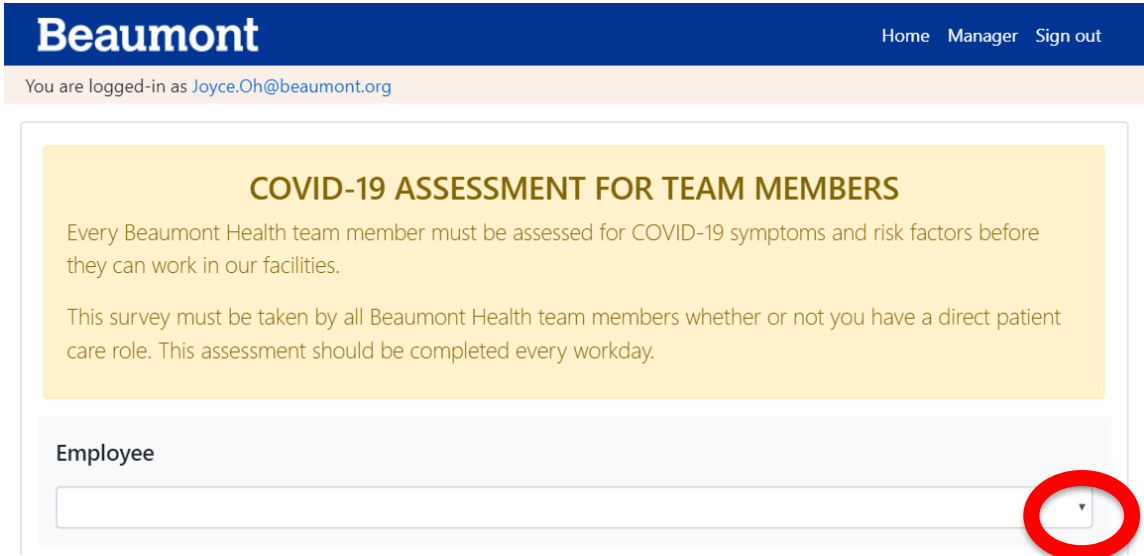 Beaumont
Home Manager Sign out
You are logged-in as Joyce.Oh@beaumont.org
COVID-19 ASSESSMENT FOR TEAM MEMBERS
Every Beaumont Health team member must be assessed for COVID-19 symptoms and risk factors before
they can work in our facilities.
This survey must be taken by all Beaumont Health team members whether or not you have a direct patient
care role. This assessment should be completed every workday.
Employee